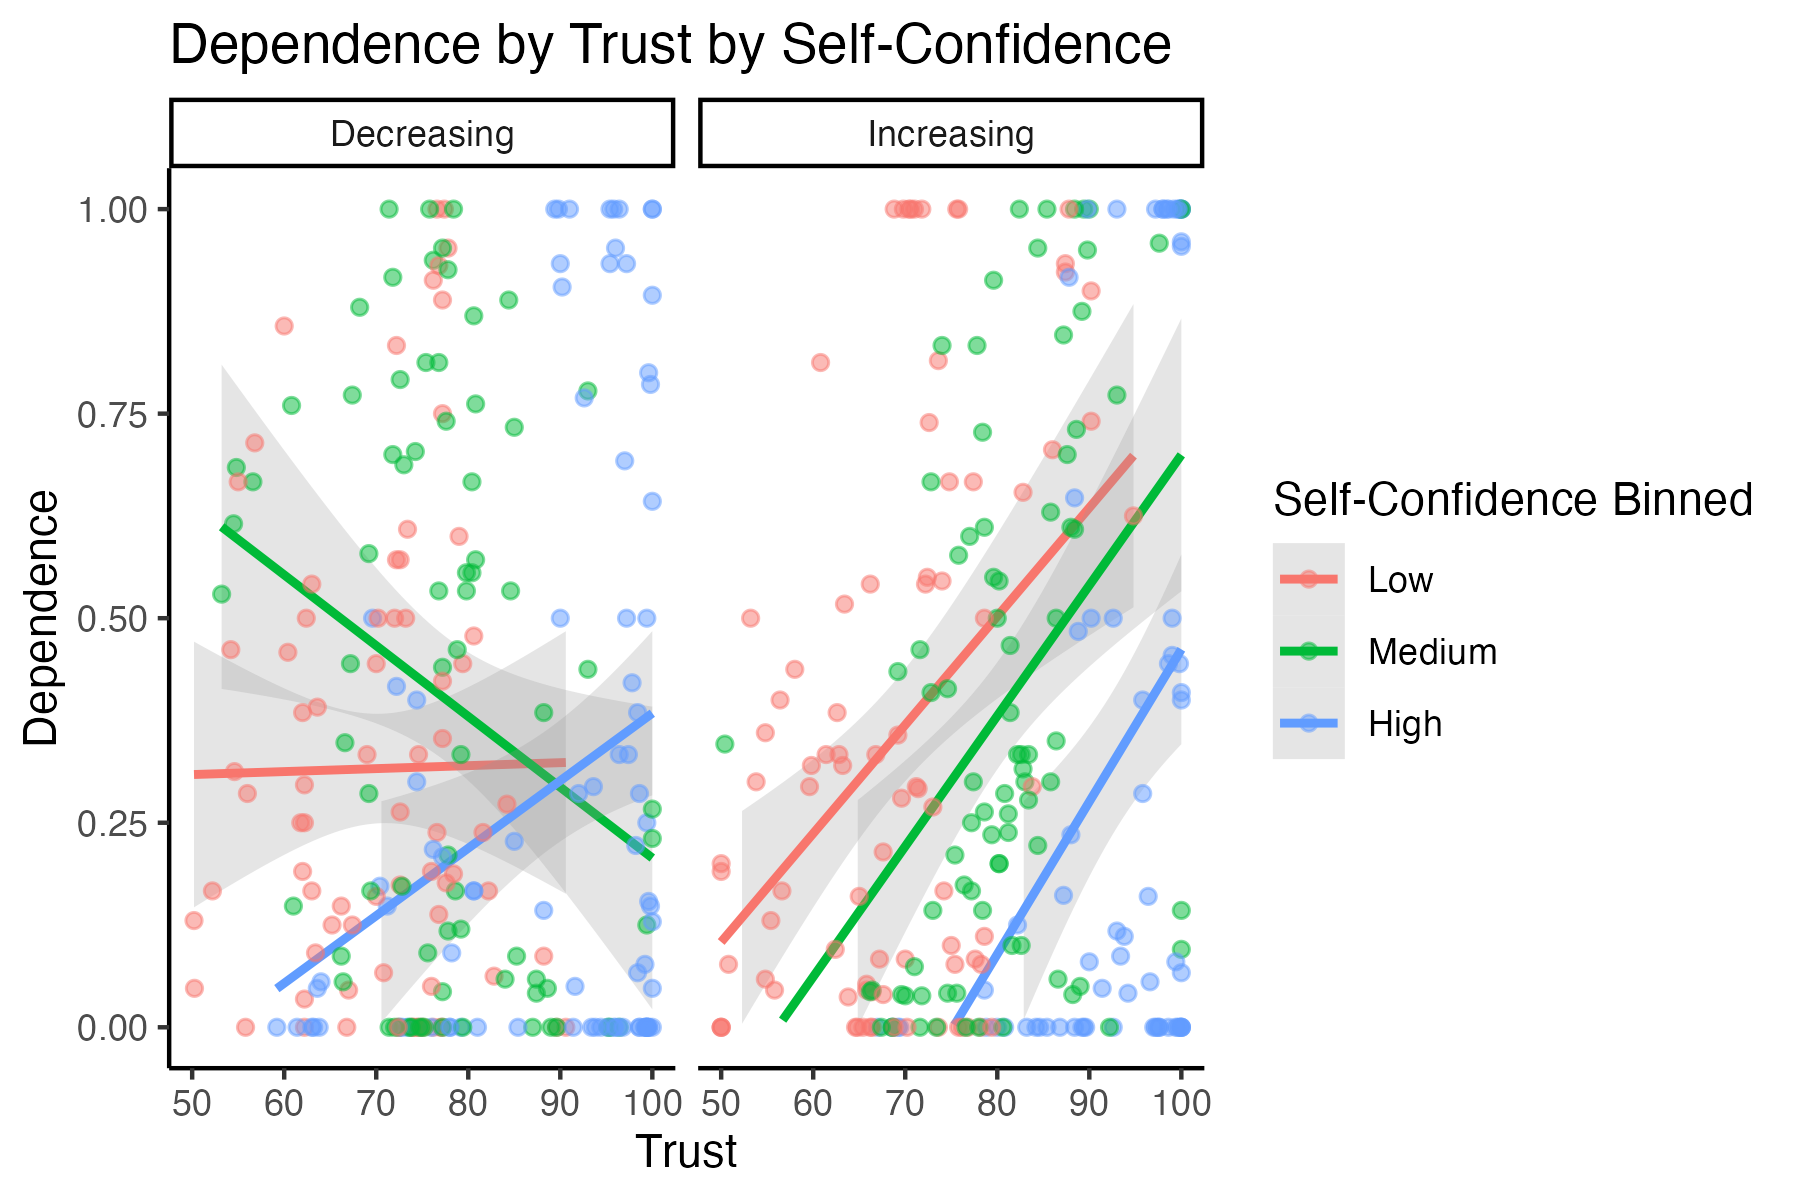 Dependence by Trust by Self-Confidence
Decreasing
Increasing
1.00
0.75
0.50
0.25
0.00
Dependence
50 60 70 80 90 100
50 60 70 80 90 100
Trust
Self-Confidence Binned
Low
Medium
High